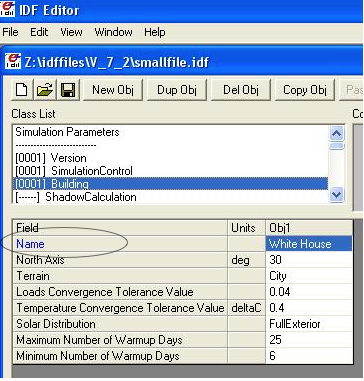 IDF Editor
File Edit View Window Help
Z:\idffiles\V_7_2\smallfile.idf
New Obj Dup Obj Del Obj Copy Obj Pas
Class List Co
Simulation Parameters
--------------------------
[0001] Version
[0001] SimulationControl
[0001] Building
[------] ShadowCalculation
Field Units Obj1
Name White House
North Axis deg 30
Terrain City
Loads Convergence Tolerance Value 0.04
Temperature Convergence Tolerance Value deltaC 0.4
Solar Distribution FullExterior
Maximum Number of Warmup Days 25
Minimum Number of Warmup Days 6